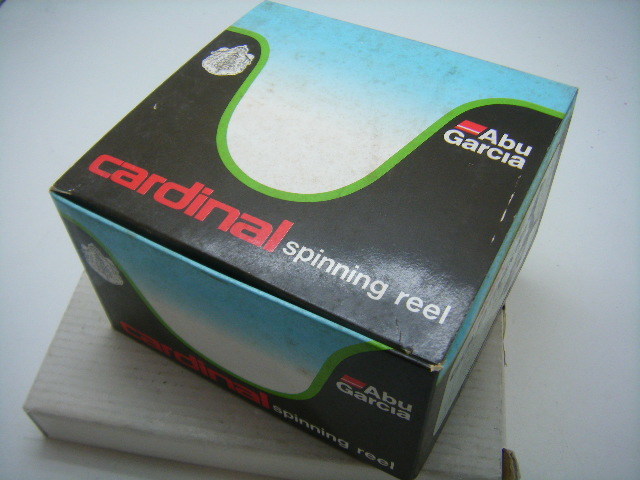 Abu
Garcia
cardinal spinning reel
Abu
Garcia
cardinal spinning reel